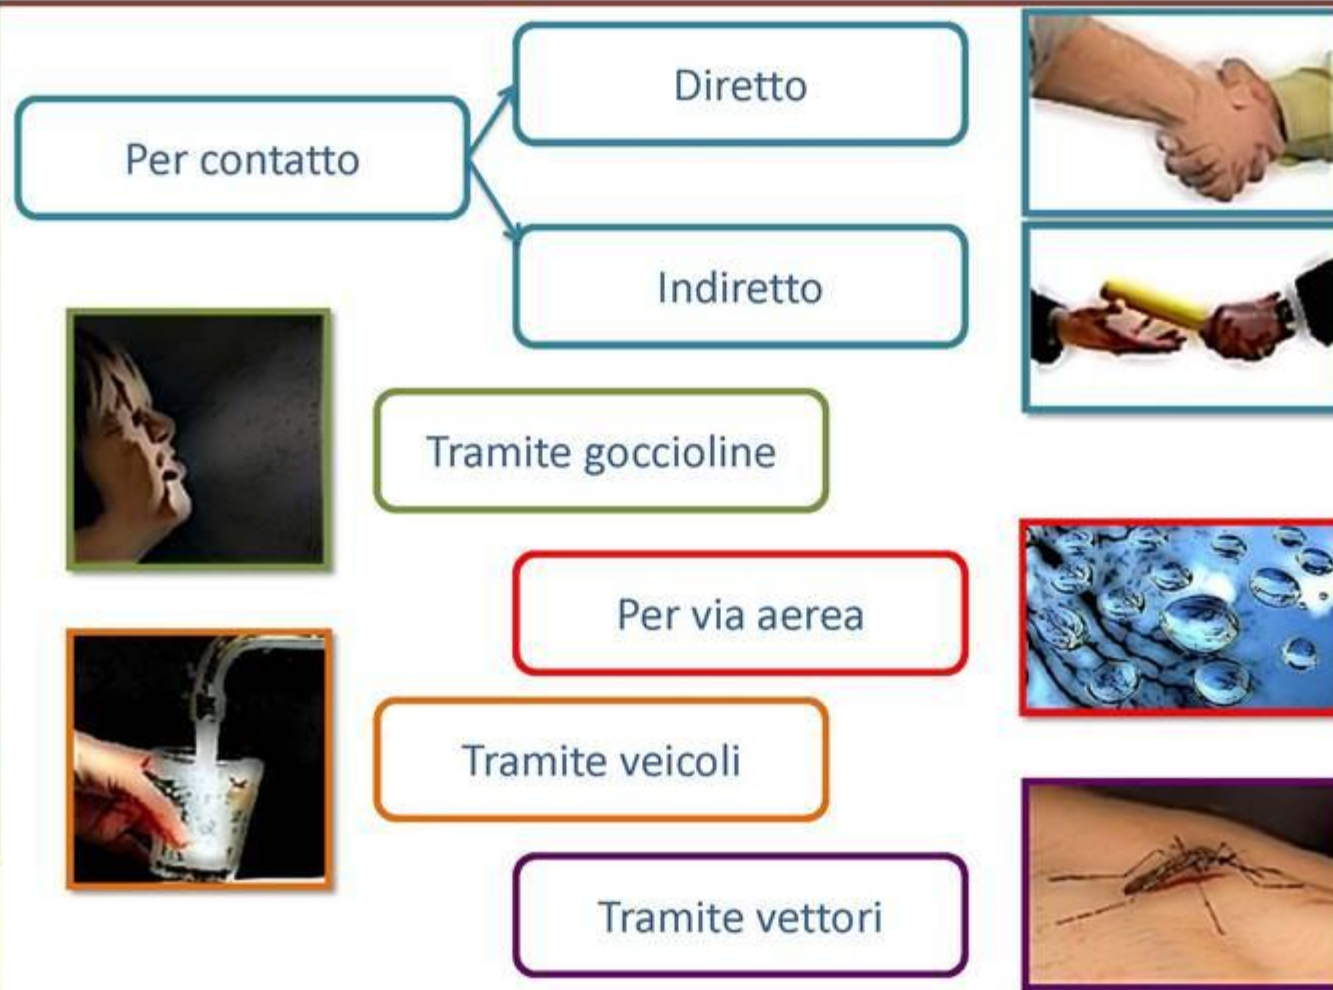 Per contatto
Diretto
Indiretto
Tramite goccioline
Per via aerea
Tramite veicoli
Tramite vettori